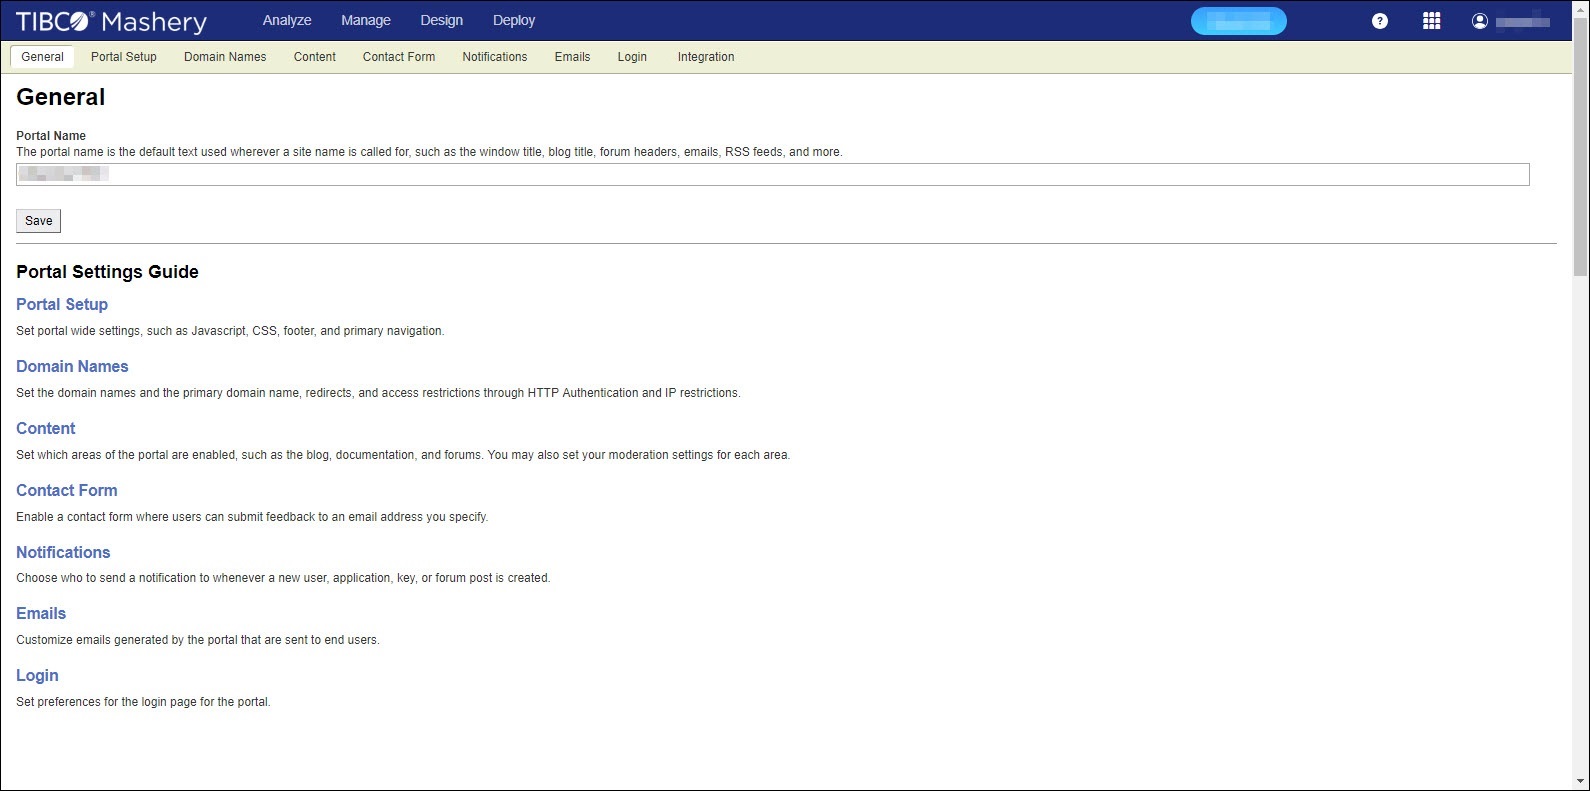 TIBCO® Mashery Analyze Manage Design Deploy ?
General Portal Setup Domain Names Content Contact Form Notifications Emails Login Integration
General
Portal Name
The portal name is the default text used wherever a site name is called for, such as the window title, blog title, forum headers, emails, RSS feeds, and more.
Save
Portal Settings Guide
Portal Setup
Set portal wide settings, such as Javascript, CSS, footer, and primary navigation.
Domain Names
Set the domain names and the primary domain name, redirects, and access restrictions through HTTP Authentication and IP restrictions.
Content
Set which areas of the portal are enabled, such as the blog, documentation, and forums. You may also set your moderation settings for each area.
Contact Form
Enable a contact form where users can submit feedback to an email address you specify.
Notifications
Choose who to send a notification to whenever a new user, application, key, or forum post is created.
Emails
Customize emails generated by the portal that are sent to end users.
Login
Set preferences for the login page for the portal.